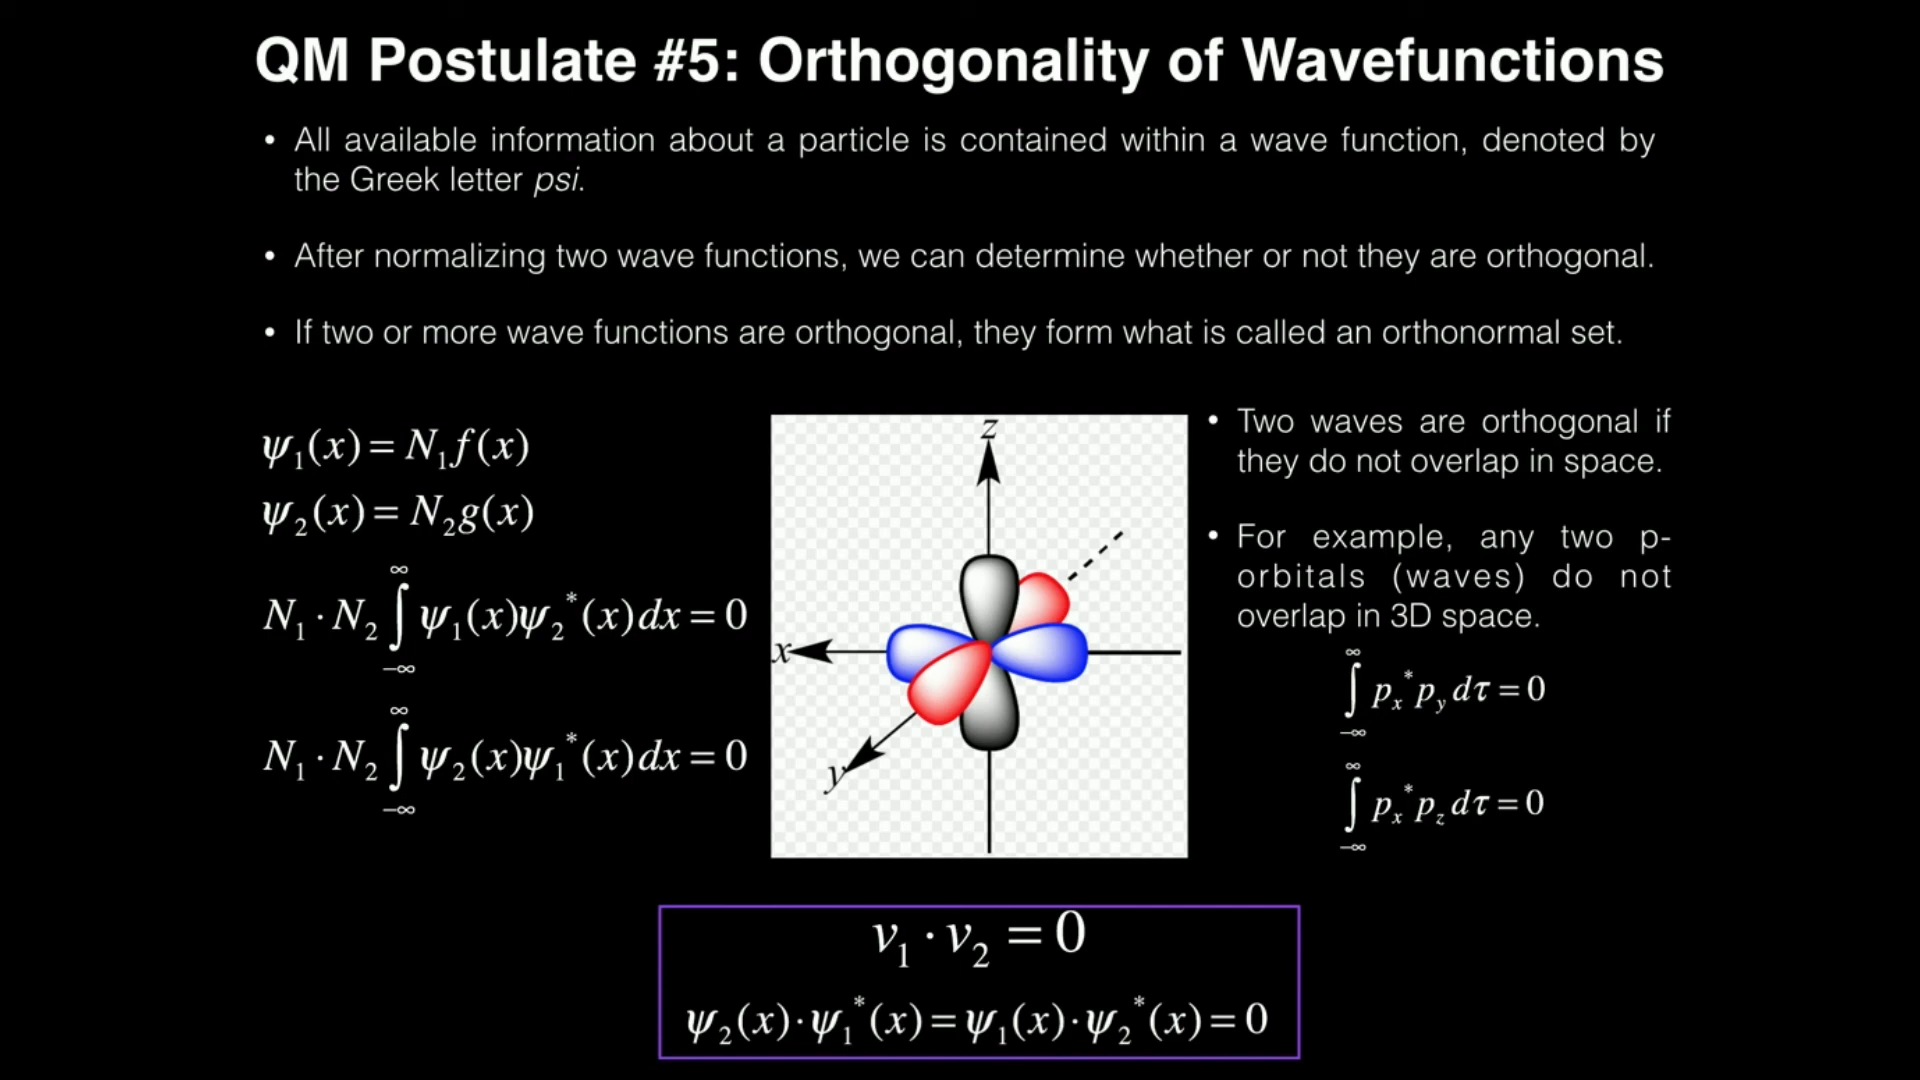 QM Postulate #5: Orthogonality of Wavefunctions
• All available information about a particle is contained within a wave function, denoted by
the Greek letter psi.
• After normalizing two wave functions, we can determine whether or not they are orthogonal.
• If two or more wave functions are orthogonal, they form what is called an orthonormal set.
ψ₁(x) = N₁f(x)
ψ₂(x) = N₂g(x)
N₁ · N₂ ∫_{-∞}^{∞} ψ₁(x)ψ₂*(x)dx = 0
N₁ · N₂ ∫_{-∞}^{∞} ψ₂(x)ψ₁*(x)dx = 0
z
x
y
• Two waves are orthogonal if
they do not overlap in space.
• For example, any two p-
orbitals (waves) do not
overlap in 3D space.
∫_{-∞}^{∞} pₓ*p_y dτ = 0
∫_{-∞}^{∞} pₓ*p_z dτ = 0
v₁ · v₂ = 0
ψ₂(x)·ψ₁*(x) = ψ₁(x)·ψ₂*(x) = 0